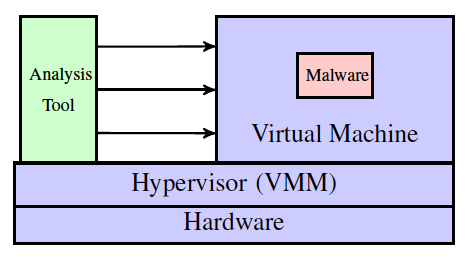 Analysis
Tool
Malware
Virtual Machine
Hypervisor (VMM)
Hardware